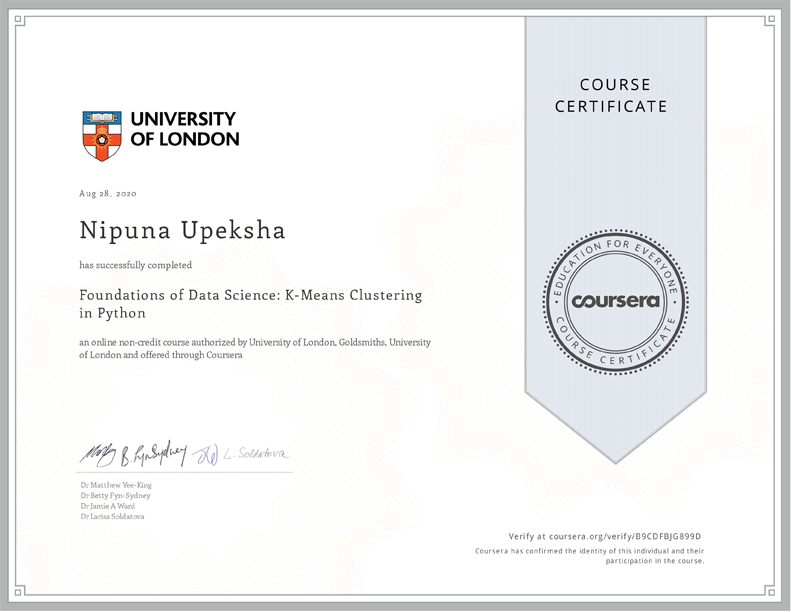 COURSE
CERTIFICATE
UNIVERSITY
OF LONDON
Aug 28, 2020
Nipuna Upeksha
has successfully completed
Foundations of Data Science: K-Means Clustering
in Python
an online non-credit course authorized by University of London, Goldsmiths, University
of London and offered through Coursera
EDUCATION FOR EVERYONE
coursera
COURSE CERTIFICATE
B. Fyn-Sydney
L. Soldatova
Dr Matthew Yee-King
Dr Betty Fyn-Sydney
Dr Jamie A Ward
Dr Larisa Soldatova
Verify at coursera.org/verify/B9CDFBJG899D
Coursera has confirmed the identity of this individual and their
participation in the course.